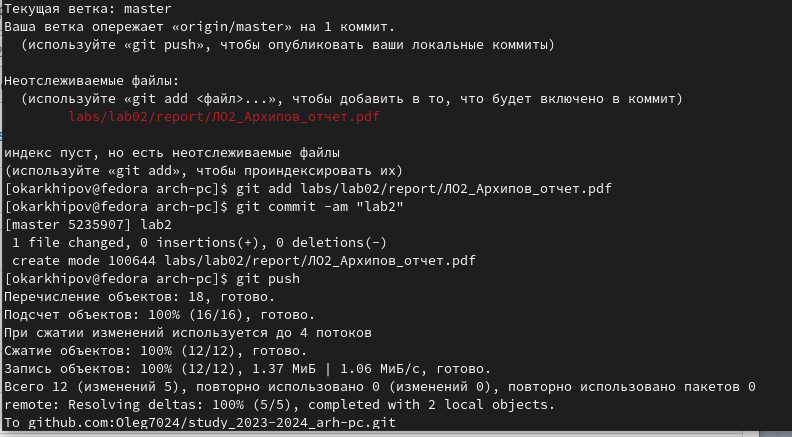 Текущая ветка: master
Ваша ветка опережает «origin/master» на 1 коммит.
(используйте «git push», чтобы опубликовать ваши локальные коммиты)
Неотслеживаемые файлы:
(используйте «git add <файл>...», чтобы добавить в то, что будет включено в коммит)
labs/lab02/report/ЛО2_Архипов_отчет.pdf
индекс пуст, но есть неотслеживаемые файлы
(используйте «git add», чтобы проиндексировать их)
[okarkhipov@fedora arch-pc]$ git add labs/lab02/report/ЛО2_Архипов_отчет.pdf
[okarkhipov@fedora arch-pc]$ git commit -am "lab2"
[master 5235907] lab2
1 file changed, 0 insertions(+), 0 deletions(-)
create mode 100644 labs/lab02/report/ЛО2_Архипов_отчет.pdf
[okarkhipov@fedora arch-pc]$ git push
Перечисление объектов: 18, готово.
Подсчет объектов: 100% (16/16), готово.
При сжатии изменений используется до 4 потоков
Сжатие объектов: 100% (12/12), готово.
Запись объектов: 100% (12/12), 1.37 МиБ | 1.06 МиБ/с, готово.
Всего 12 (изменений 5), повторно использовано 0 (изменений 0), повторно использовано пакетов 0
remote: Resolving deltas: 100% (5/5), completed with 2 local objects.
To github.com:Oleg7024/study_2023-2024_arh-pc.git